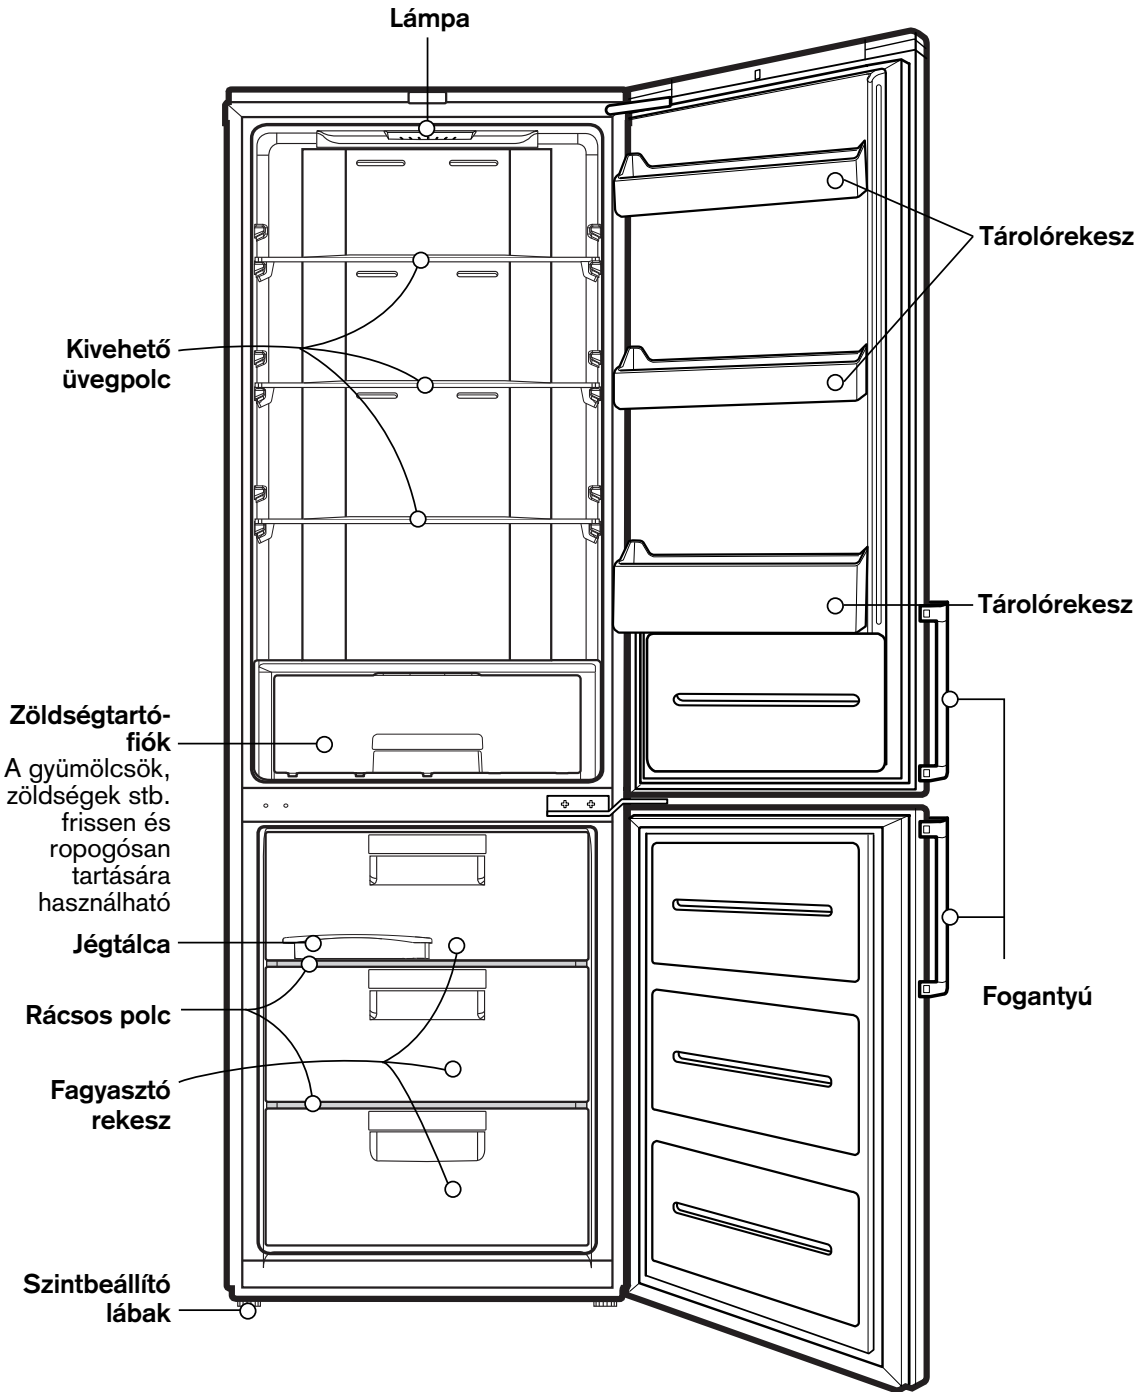 Lámpa
Tárolórekesz
Kivehető
üvegpolc
Tárolórekesz
Zöldségtartó-
fiók
A gyümölcsök,
zöldségek stb.
frissen és
ropogósan
tartására
használható
Jégtálca
Rácsos polc
Fogantyú
Fagyasztó
rekesz
Szintbeállító
lábak